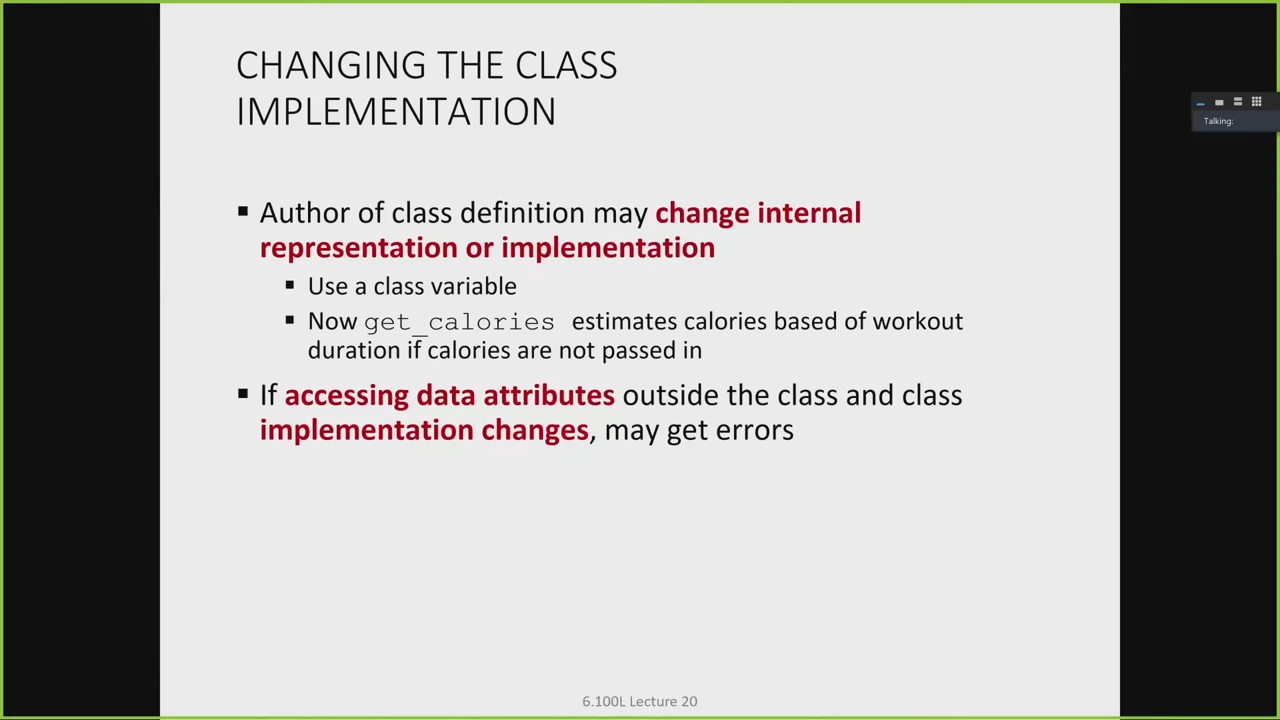 CHANGING THE CLASS
IMPLEMENTATION
Talking:
▪ Author of class definition may change internal
representation or implementation
▪ Use a class variable
▪ Now get_calories estimates calories based of workout
duration if calories are not passed in
▪ If accessing data attributes outside the class and class
implementation changes, may get errors
6.100L Lecture 20